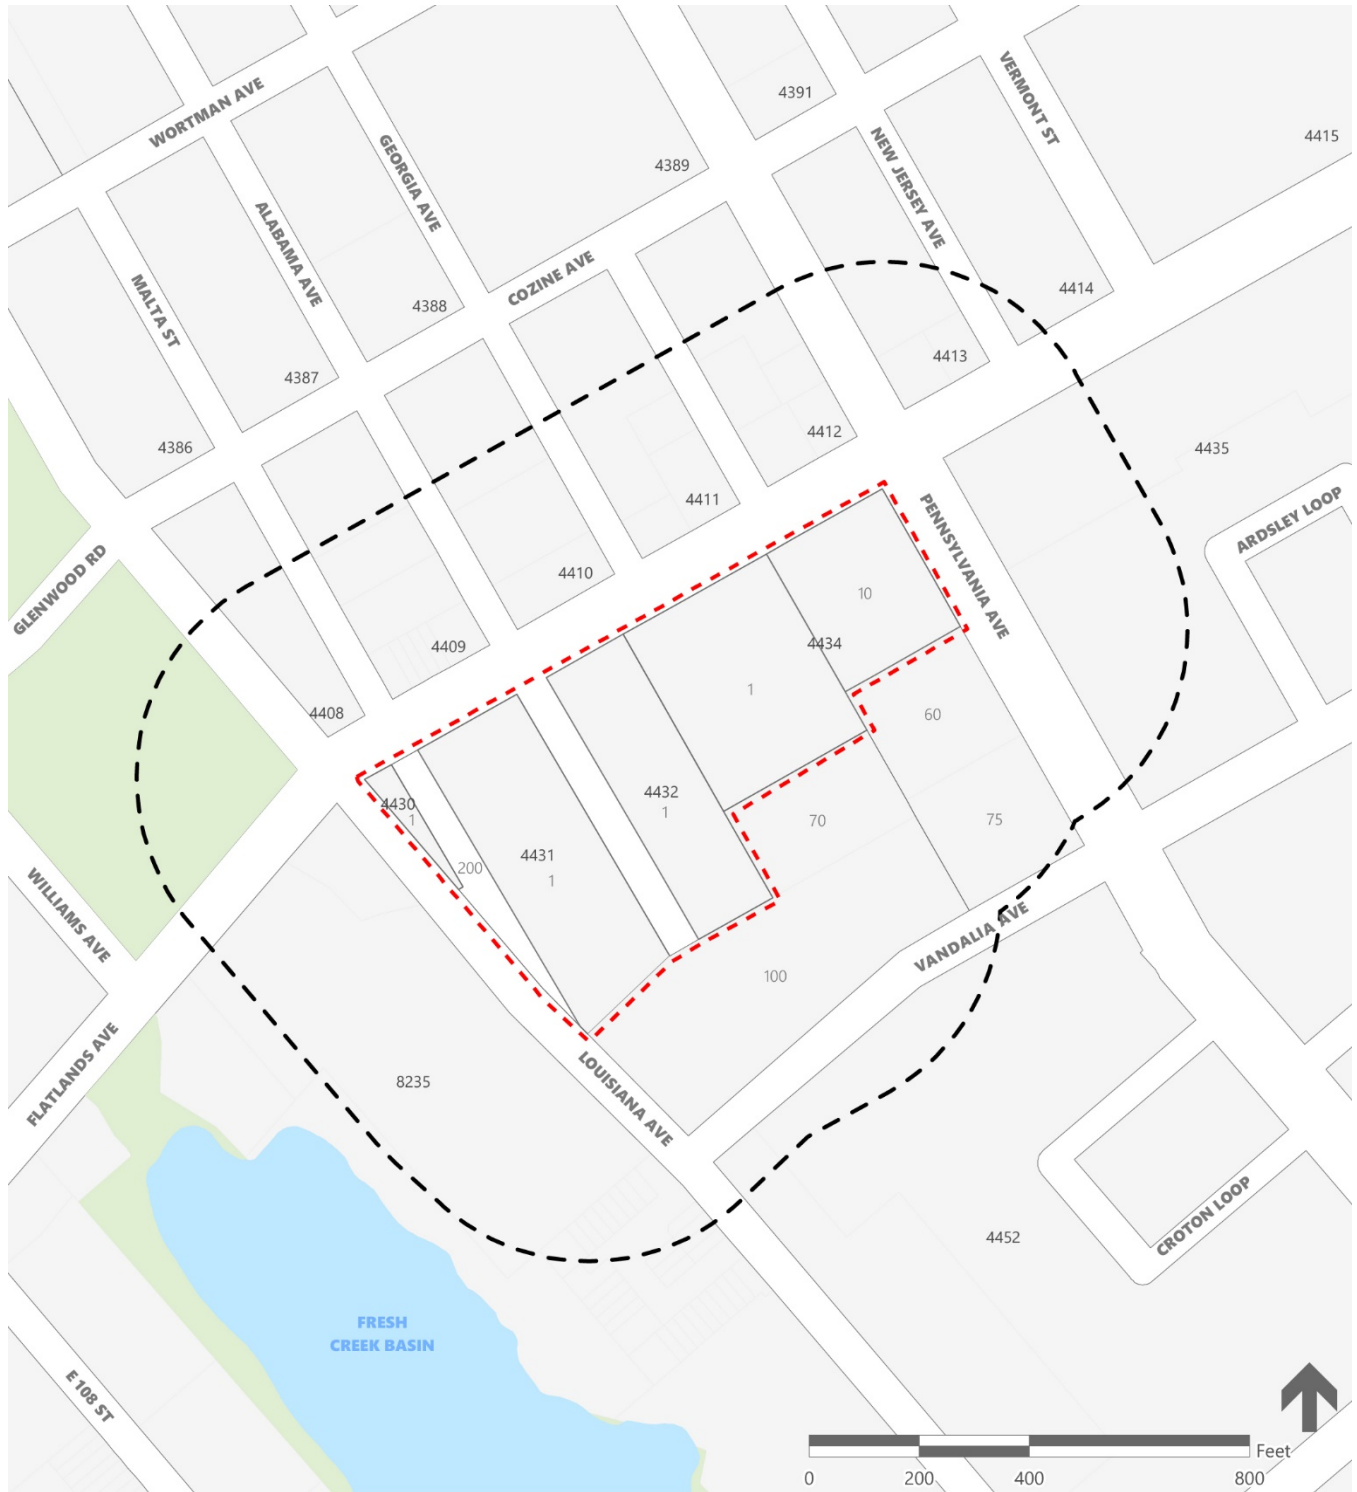 WORTMAN AVE
GEORGIA AVE
VERMONT ST
4391
4389
4415
NEW JERSEY AVE
ALABAMA AVE
MALTA ST
COZINE AVE
4388
4414
4387
4413
4386
4412
4435
4411
GLENWOOD RD
4410
4409
4408
PENNSYLVANIA AVE
ARDSLEY LOOP
10
4434
1
60
4430
1
4432
1
70
75
200
4431
1
WILLIAMS AVE
VANDALIA AVE
100
FLATLANDS AVE
8235
LOUISIANA AVE
4452
CROTON LOOP
FRESH
CREEK BASIN
E 108 ST
Feet
0 200 400 800